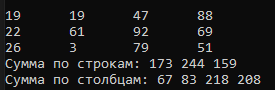 19 19 47 88
22 61 92 69
26 3 79 51
Сумма по строкам: 173 244 159
Сумма по столбцам: 67 83 218 208